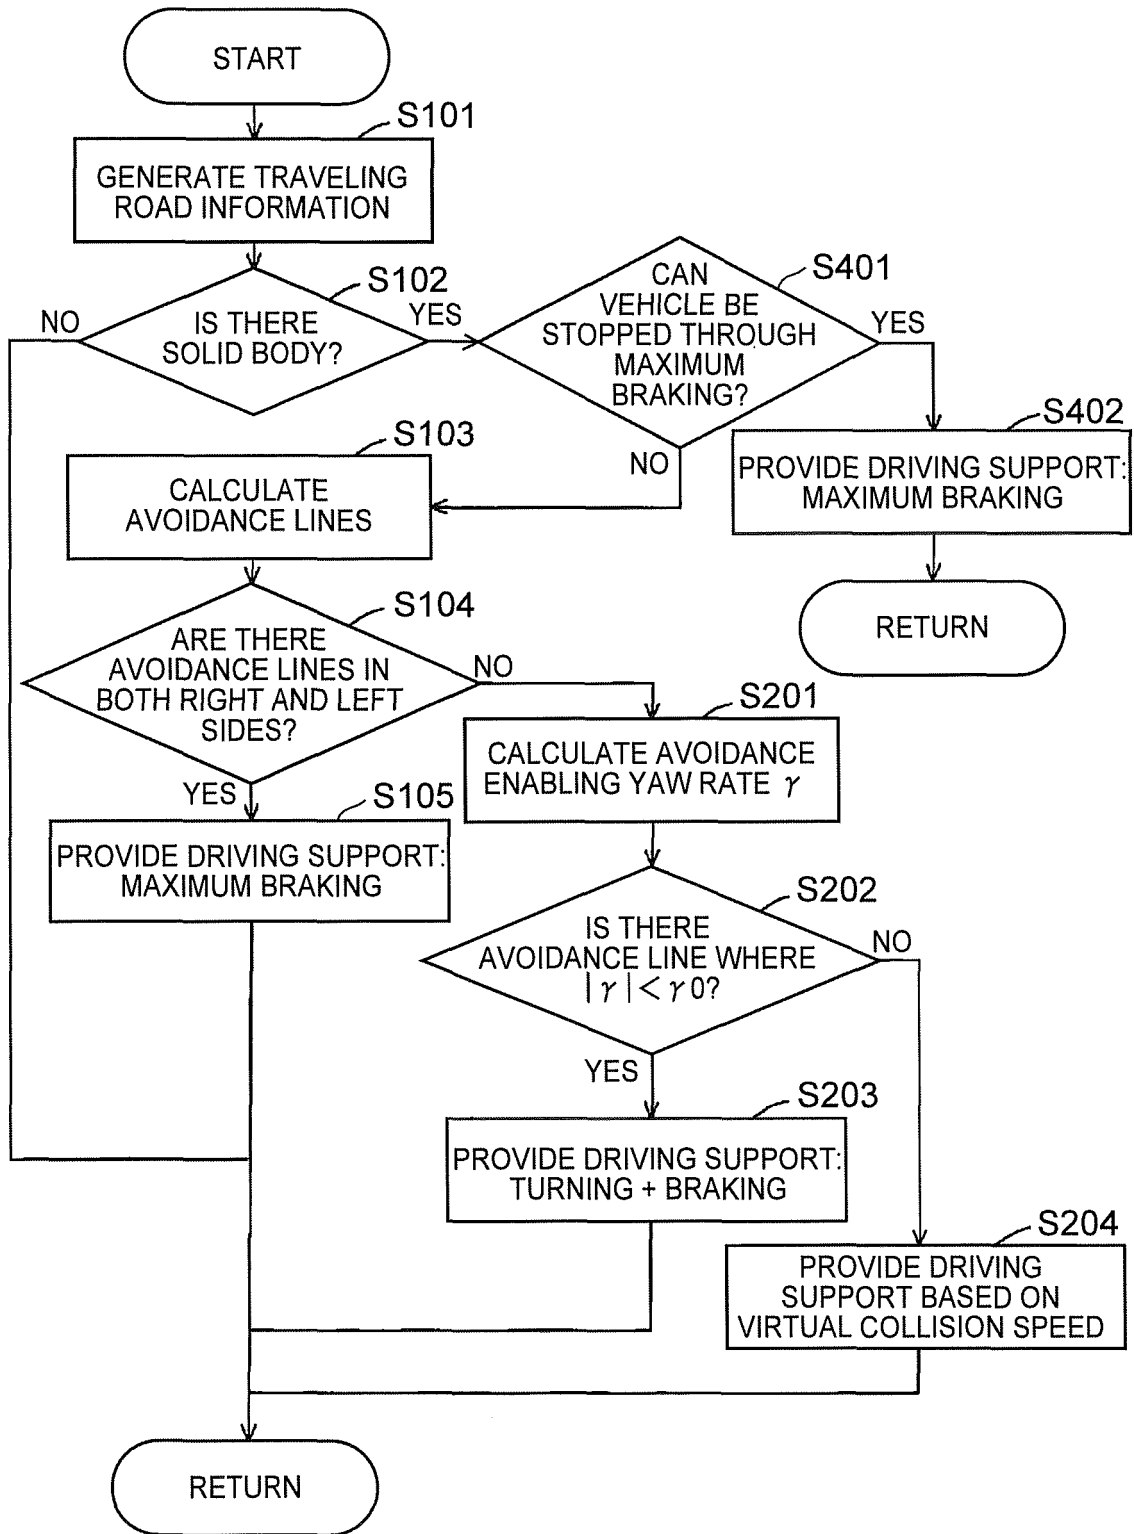 START
S101
GENERATE TRAVELING
ROAD INFORMATION
S102
IS THERE
SOLID BODY?
NO
YES
S401
CAN
VEHICLE BE
STOPPED THROUGH
MAXIMUM
BRAKING?
YES
NO
S402
PROVIDE DRIVING SUPPORT:
MAXIMUM BRAKING
RETURN
S103
CALCULATE
AVOIDANCE LINES
S104
ARE THERE
AVOIDANCE LINES IN
BOTH RIGHT AND LEFT
SIDES?
NO
YES
S105
PROVIDE DRIVING SUPPORT:
MAXIMUM BRAKING
S201
CALCULATE AVOIDANCE
ENABLING YAW RATE γ
S202
IS THERE
AVOIDANCE LINE WHERE
|γ|<γ0?
NO
YES
S203
PROVIDE DRIVING SUPPORT:
TURNING + BRAKING
S204
PROVIDE DRIVING
SUPPORT BASED ON
VIRTUAL COLLISION SPEED
RETURN